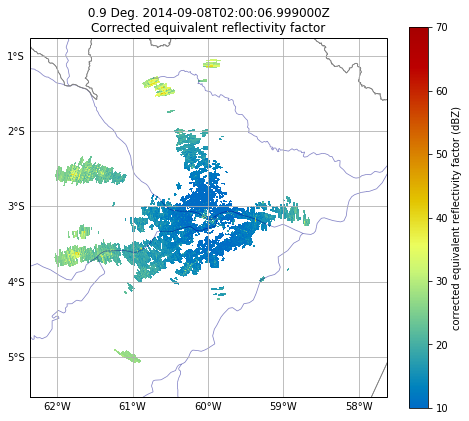 0.9 Deg. 2014-09-08T02:00:06.999000Z
Corrected equivalent reflectivity factor
1°S
2°S
3°S
4°S
5°S
62°W 61°W 60°W 59°W 58°W
70
60
50
40
30
20
10
corrected equivalent reflectivity factor (dBZ)